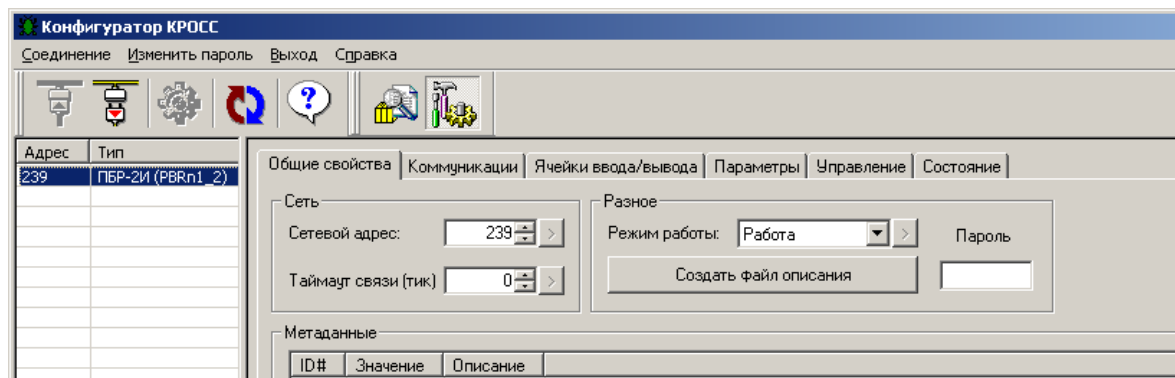 Конфигуратор КРОСС
Соединение Изменить пароль Выход Справка
Адрес Тип
239 ПБР-2И (PBRn1_2)
Общие свойства Коммуникации Ячейки ввода/вывода Параметры Управление Состояние
Сеть
Сетевой адрес: 239 >
Таймаут связи (тик) 0 >
Разное
Режим работы: Работа > Пароль
Создать файл описания
Метаданные
ID# Значение Описание